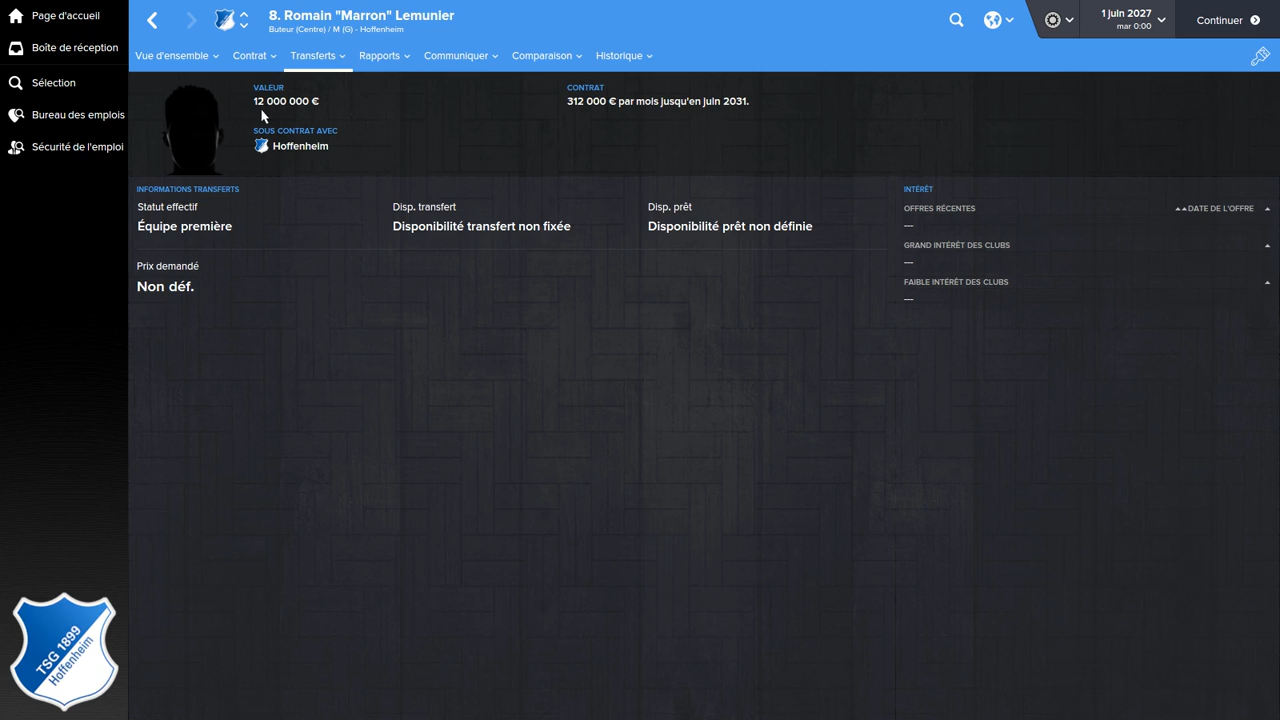 Page d'accueil
Boîte de réception
Sélection
Bureau des emplois
Sécurité de l'emploi
8. Romain "Marron" Lemunier
Buteur (Centre) / M (G) - Hoffenheim
1 juin 2027
mar 0:00
Continuer
Vue d'ensemble Contrat Transferts Rapports Communiquer Comparaison Historique
VALEUR
12 000 000 €
SOUS CONTRAT AVEC
Hoffenheim
CONTRAT
312 000 € par mois jusqu'en juin 2031.
INFORMATIONS TRANSFERTS
Statut effectif
Équipe première
Disp. transfert
Disponibilité transfert non fixée
Disp. prêt
Disponibilité prêt non définie
Prix demandé
Non déf.
INTÉRÊT
OFFRES RÉCENTES DATE DE L'OFFRE
---
GRAND INTÉRÊT DES CLUBS
---
FAIBLE INTÉRÊT DES CLUBS
---
TSG 1899
Hoffenheim